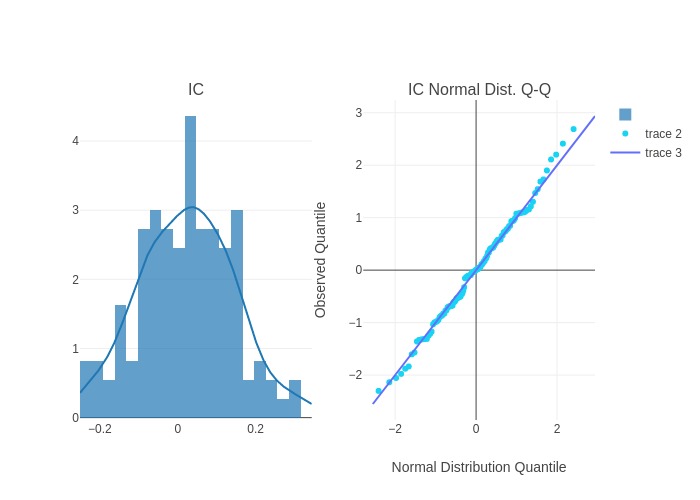 IC
IC Normal Dist. Q-Q
4
3
2
1
0
−0.2
0
0.2
Observed Quantile
3
2
1
0
−1
−2
−2
0
2
Normal Distribution Quantile
trace 2
trace 3